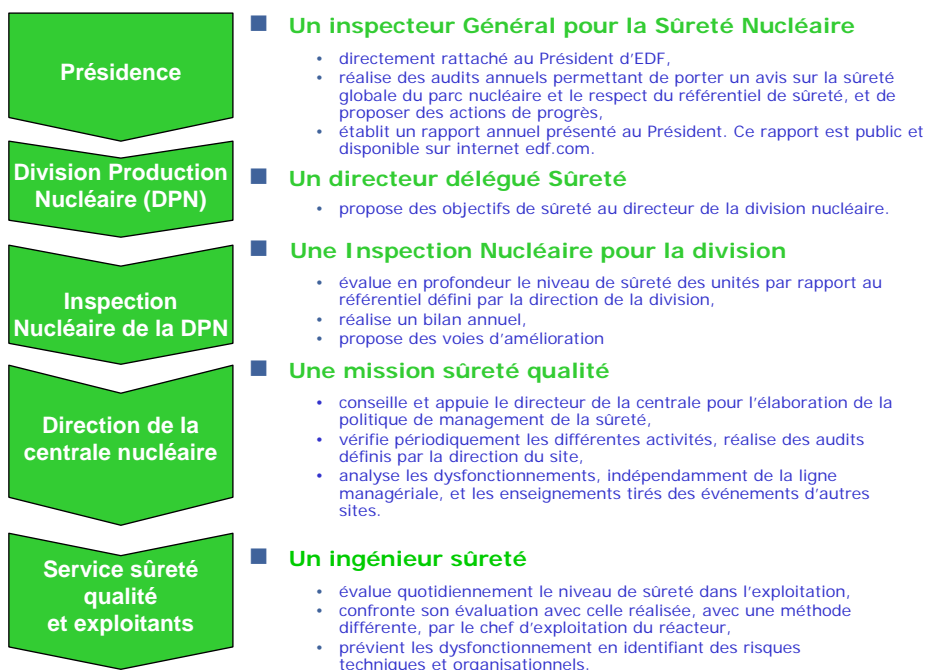 Présidence
■ Un inspecteur Général pour la Sûreté Nucléaire
• directement rattaché au Président d'EDF,
• réalise des audits annuels permettant de porter un avis sur la sûreté
globale du parc nucléaire et le respect du référentiel de sûreté, et de
proposer des actions de progrès,
• établit un rapport annuel présenté au Président. Ce rapport est public et
disponible sur internet edf.com.
Division Production
Nucléaire (DPN)
■ Un directeur délégué Sûreté
• propose des objectifs de sûreté au directeur de la division nucléaire.
Inspection
Nucléaire de la DPN
■ Une Inspection Nucléaire pour la division
• évalue en profondeur le niveau de sûreté des unités par rapport au
référentiel défini par la direction de la division,
• réalise un bilan annuel,
• propose des voies d'amélioration
Direction de la
centrale nucléaire
■ Une mission sûreté qualité
• conseille et appuie le directeur de la centrale pour l'élaboration de la
politique de management de la sûreté,
• vérifie périodiquement les différentes activités, réalise des audits
définis par la direction du site,
• analyse les dysfonctionnements, indépendamment de la ligne
managériale, et les enseignements tirés des événements d'autres
sites.
Service sûreté
qualité
et exploitants
■ Un ingénieur sûreté
• évalue quotidiennement le niveau de sûreté dans l'exploitation,
• confronte son évaluation avec celle réalisée, avec une méthode
différente, par le chef d'exploitation du réacteur,
• prévient les dysfonctionnement en identifiant des risques
techniques et organisationnels.